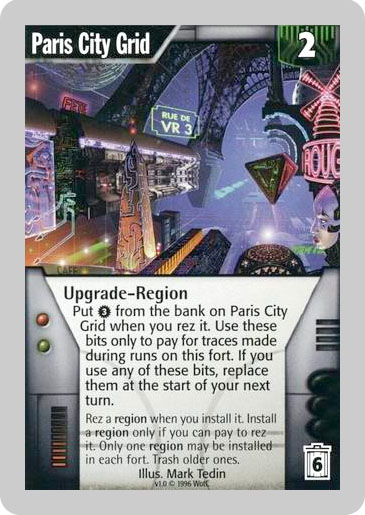 Paris City Grid
2
RUE DE
VR 3
ROUG
CAFE
Upgrade-Region
Put 3 from the bank on Paris City
Grid when you rez it. Use these
bits only to pay for traces made
during runs on this fort. If you
use any of these bits, replace
them at the start of your next
turn.
Rez a region when you install it. Install
a region only if you can pay to rez
it. Only one region may be installed
in each fort. Trash older ones.
Illus. Mark Tedin
v1.0 © 1996 WotC
6